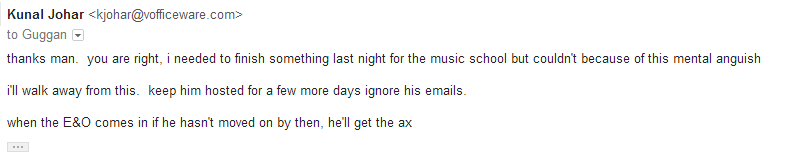 Kunal Johar <kjohar@vofficeware.com>
to Guggan
thanks man.  you are right, i needed to finish something last night for the music school but couldn't because of this mental anguish
i'll walk away from this.  keep him hosted for a few more days ignore his emails.
when the E&O comes in if he hasn't moved on by then, he'll get the ax